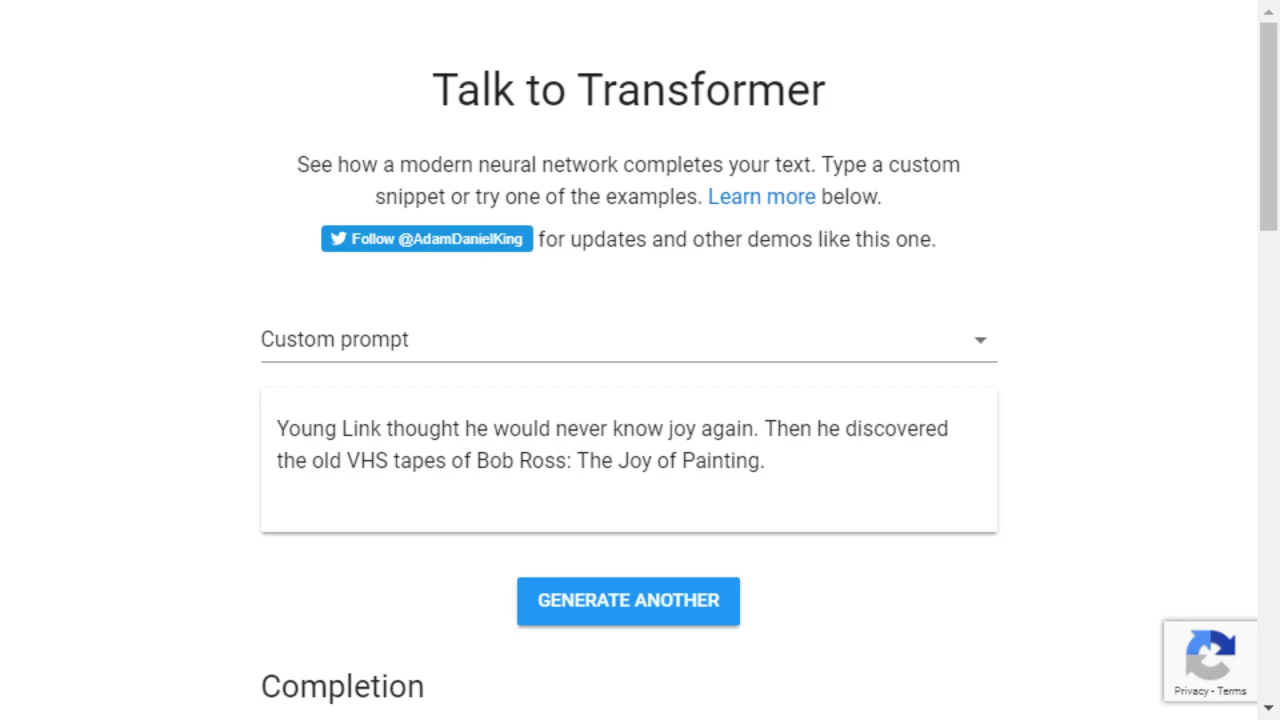 Talk to Transformer
See how a modern neural network completes your text. Type a custom
snippet or try one of the examples. Learn more below.
Follow @AdamDanielKing for updates and other demos like this one.
Custom prompt
Young Link thought he would never know joy again. Then he discovered
the old VHS tapes of Bob Ross: The Joy of Painting.
GENERATE ANOTHER
Privacy - Terms
Completion